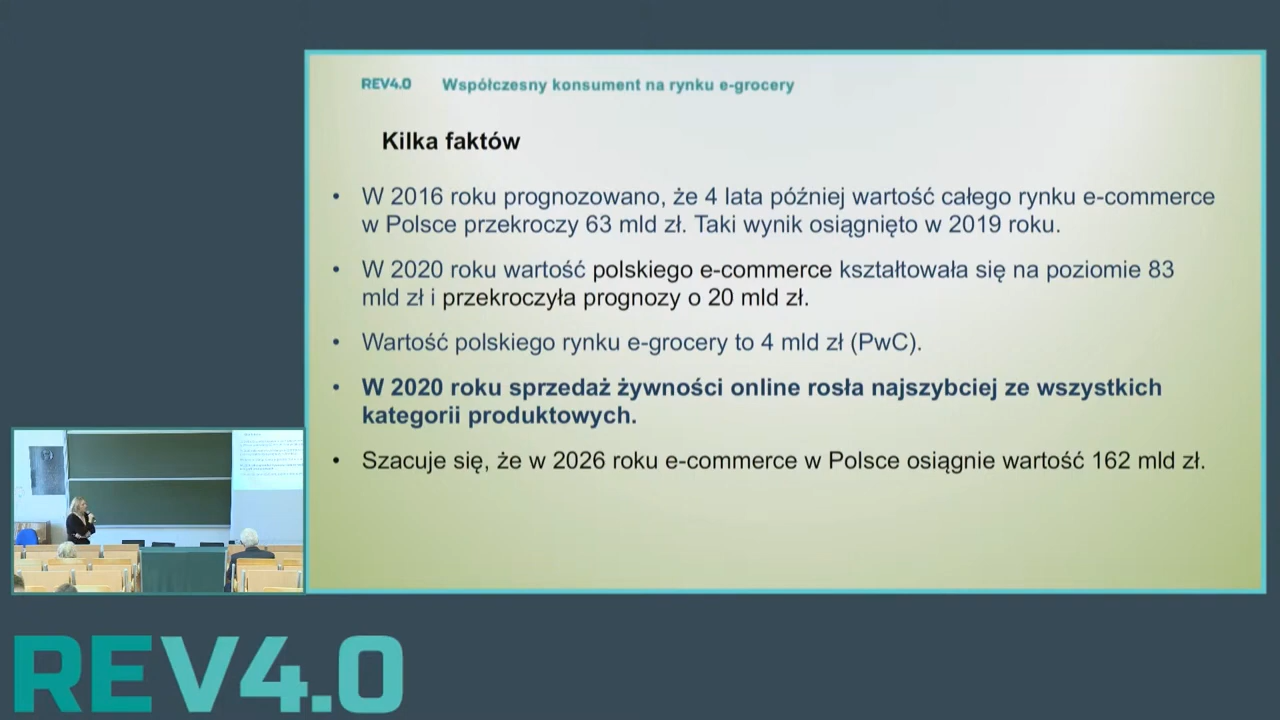 REV4.0 Współczesny konsument na rynku e-grocery
Kilka faktów
• W 2016 roku prognozowano, że 4 lata później wartość całego rynku e-commerce
w Polsce przekroczy 63 mld zł. Taki wynik osiągnięto w 2019 roku.
• W 2020 roku wartość polskiego e-commerce kształtowała się na poziomie 83
mld zł i przekroczyła prognozy o 20 mld zł.
• Wartość polskiego rynku e-grocery to 4 mld zł (PwC).
• W 2020 roku sprzedaż żywności online rosła najszybciej ze wszystkich
kategorii produktowych.
• Szacuje się, że w 2026 roku e-commerce w Polsce osiągnie wartość 162 mld zł.
REV4.0